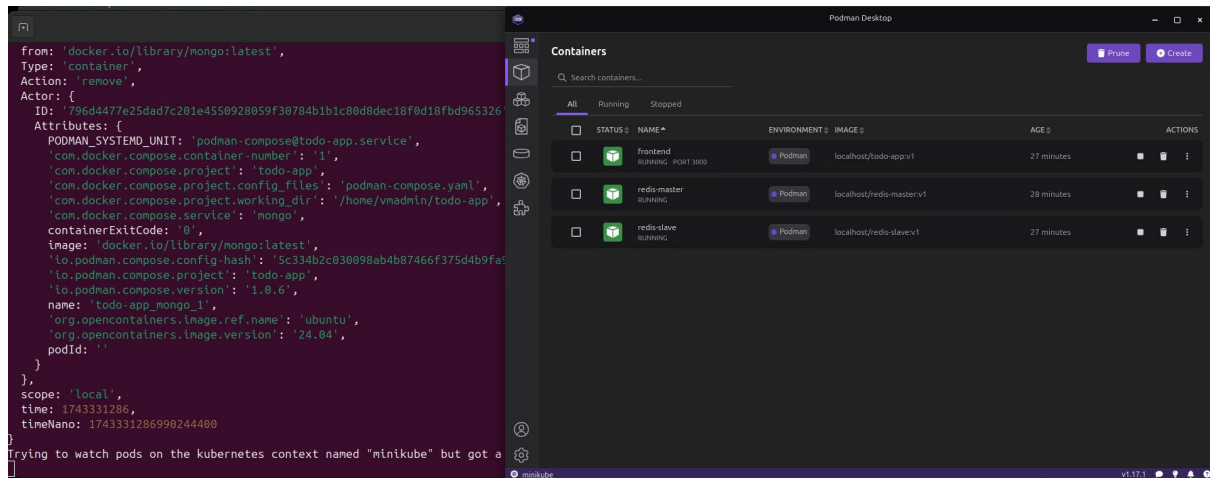 from: 'docker.io/library/mongo:latest',
Type: 'container',
Action: 'remove',
Actor: {
ID: '796d4477e25dad7c201e4550928059f30784b1b1c80d8dec18f0d18fbd965326
Attributes: {
PODMAN_SYSTEMD_UNIT: 'podman-compose@todo-app.service',
'com.docker.compose.container-number': '1',
'com.docker.compose.project': 'todo-app',
'com.docker.compose.project.config_files': 'podman-compose.yaml',
'com.docker.compose.project.working_dir': '/home/vmadmin/todo-app',
'com.docker.compose.service': 'mongo',
containerExitCode: '0',
image: 'docker.io/library/mongo:latest',
'io.podman.compose.config-hash': '5c334b2c030098ab4b87466f375d4b9fa9
'io.podman.compose.project': 'todo-app',
'io.podman.compose.version': '1.0.6',
name: 'todo-app_mongo_1',
'org.opencontainers.image.ref.name': 'ubuntu',
'org.opencontainers.image.version': '24.04',
podId: ''
}
},
scope: 'local',
time: 1743331286,
timeNano: 1743331286990244400
}
Trying to watch pods on the kubernetes context named "minikube" but got a
Podman Desktop
Containers
Prune
Create
Search containers...
All Running Stopped
STATUS NAME ENVIRONMENT IMAGE AGE ACTIONS
frontend
RUNNING PORT 3000
Podman
localhost/todo-app:v1
27 minutes
redis-master
RUNNING
Podman
localhost/redis-master:v1
28 minutes
redis-slave
RUNNING
Podman
localhost/redis-slave:v1
27 minutes
minikube
v1.17.1